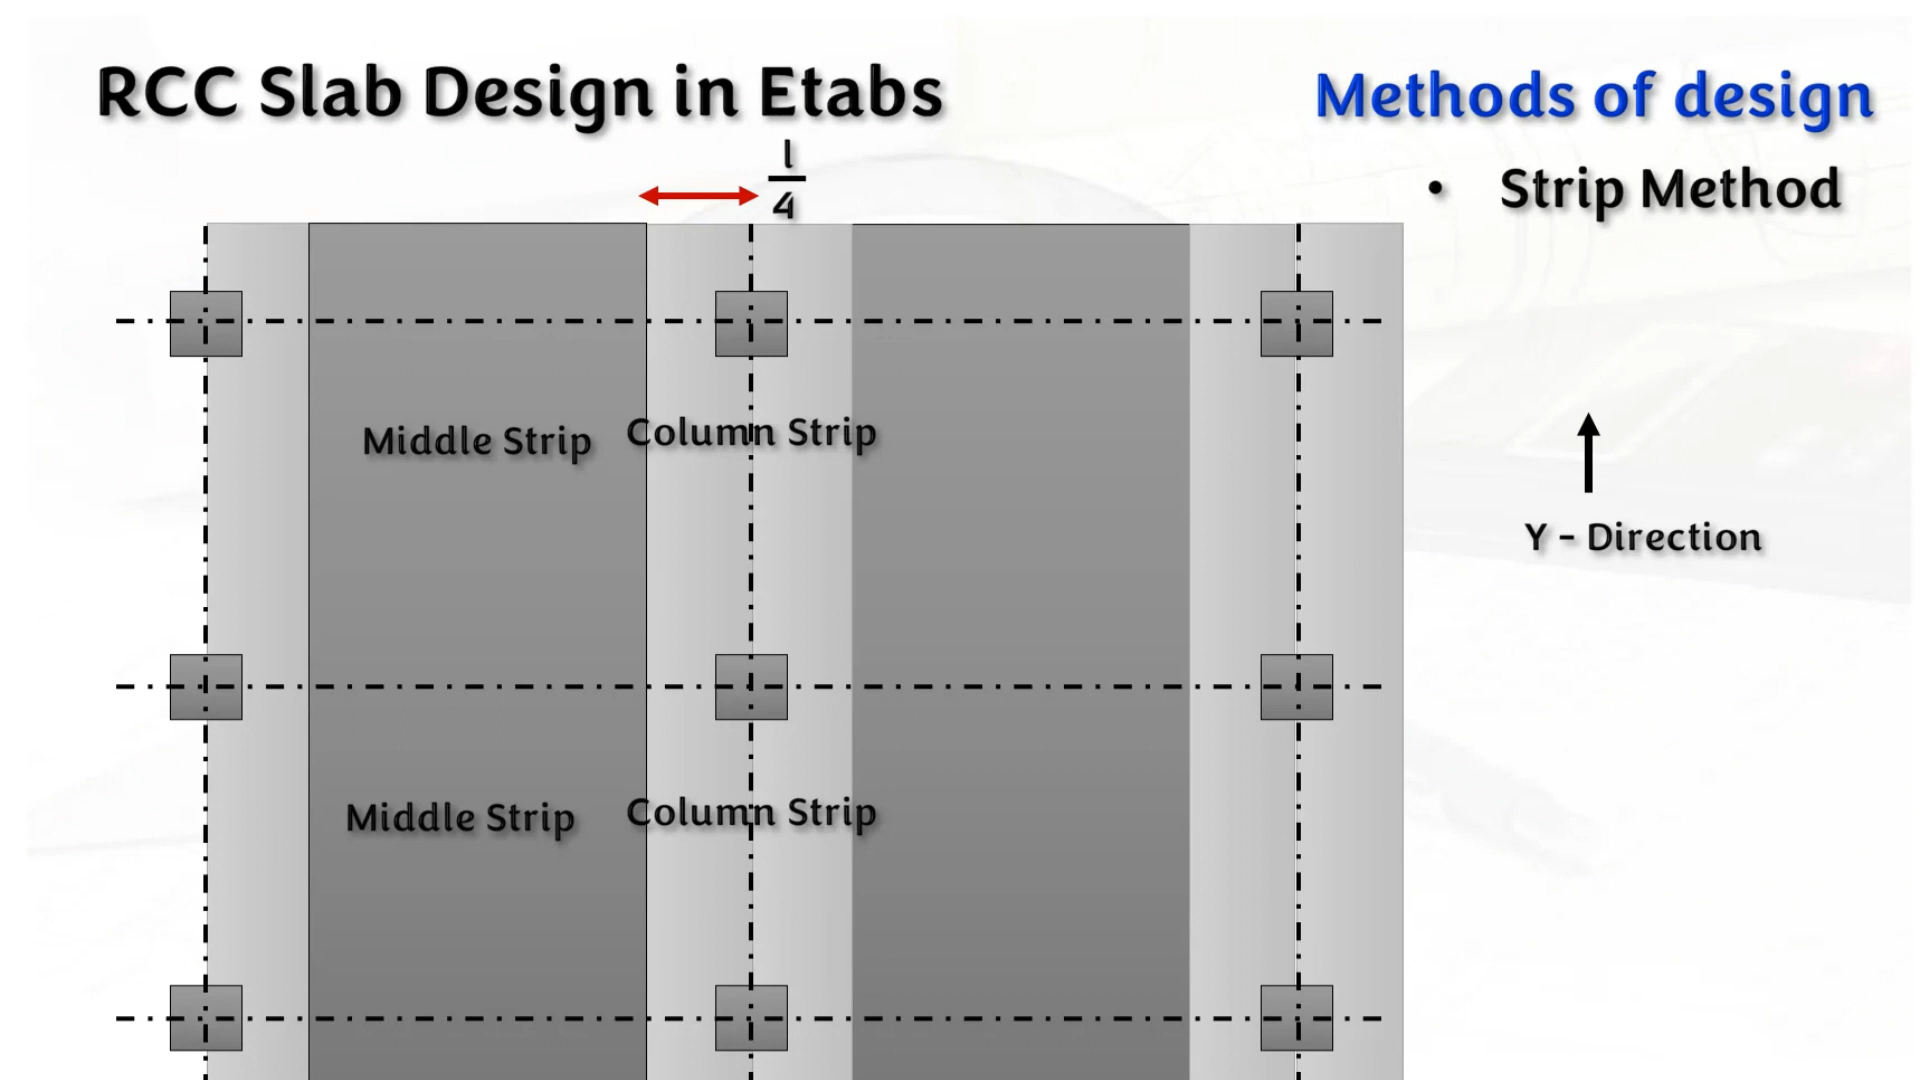 RCC Slab Design in Etabs
Methods of design
l
4
• Strip Method
Middle Strip
Column Strip
Y - Direction
Middle Strip
Column Strip